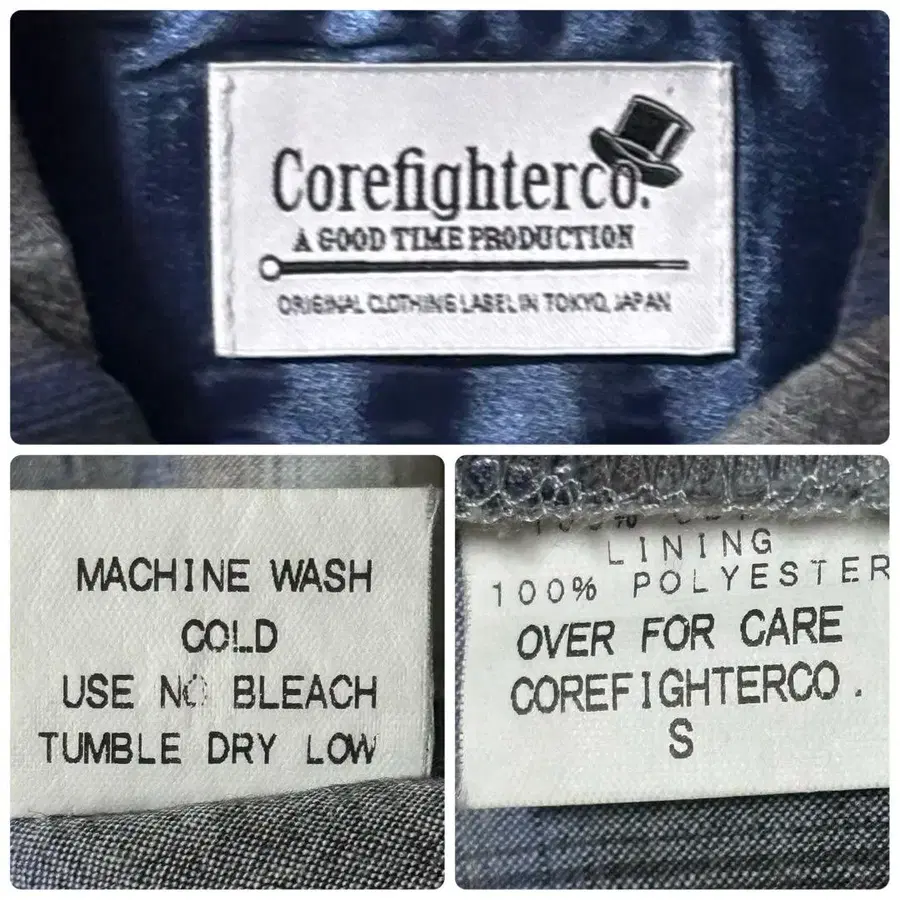 Corefighterco.
A GOOD TIME PRODUCTION
ORIGINAL CLOTHING LABEL IN TOKYO, JAPAN
MACHINE WASH
COLD
USE NO BLEACH
TUMBLE DRY LOW
LINING
100% POLYESTER
OVER FOR CARE
COREFIGHTERCO.
S